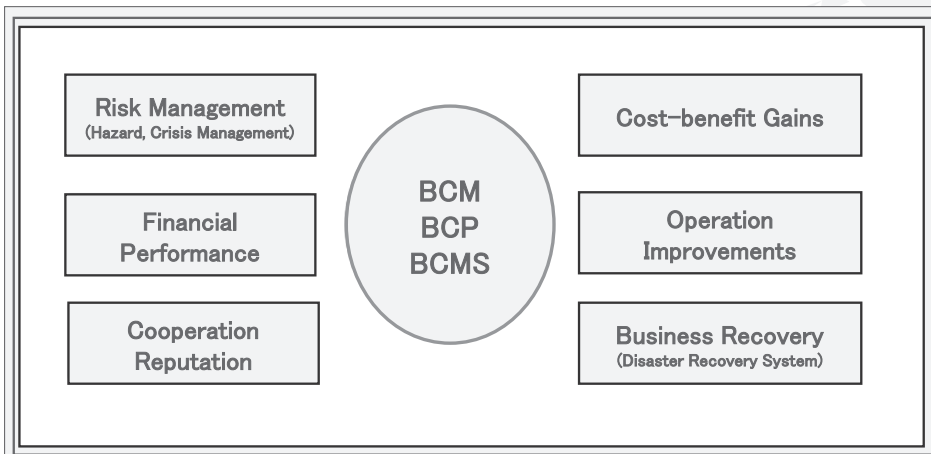 Risk Management
(Hazard, Crisis Management)
Financial
Performance
Cooperation
Reputation
BCM
BCP
BCMS
Cost-benefit Gains
Operation
Improvements
Business Recovery
(Disaster Recovery System)